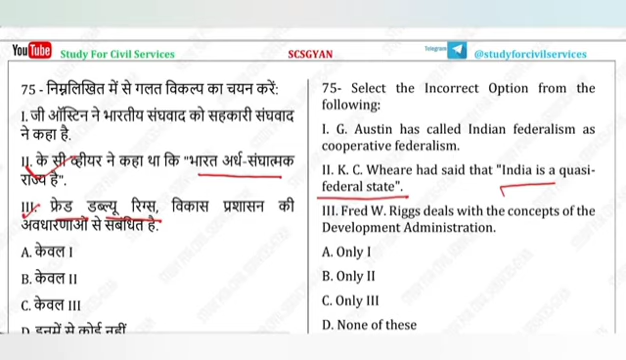 YouTube Study For Civil Services SCSGYAN Telegram @studyforcivilservices
75 - निम्नलिखित में से गलत विकल्प का चयन करें:
I. जी ऑस्टिन ने भारतीय संघवाद को सहकारी संघवाद
ने कहा है.
II. के सी व्हीयर ने कहा था कि "भारत अर्ध-संघात्मक
राज्य है".
III. फ्रेड डब्ल्यू रिग्स, विकास प्रशासन की
अवधारणाओं से संबंधित है.
A. केवल I
B. केवल II
C. केवल III
D. इनमें से कोई नहीं
75- Select the Incorrect Option from the
following:
I. G. Austin has called Indian federalism as
cooperative federalism.
II. K. C. Wheare had said that "India is a quasi-
federal state".
III. Fred W. Riggs deals with the concepts of the
Development Administration.
A. Only I
B. Only II
C. Only III
D. None of these